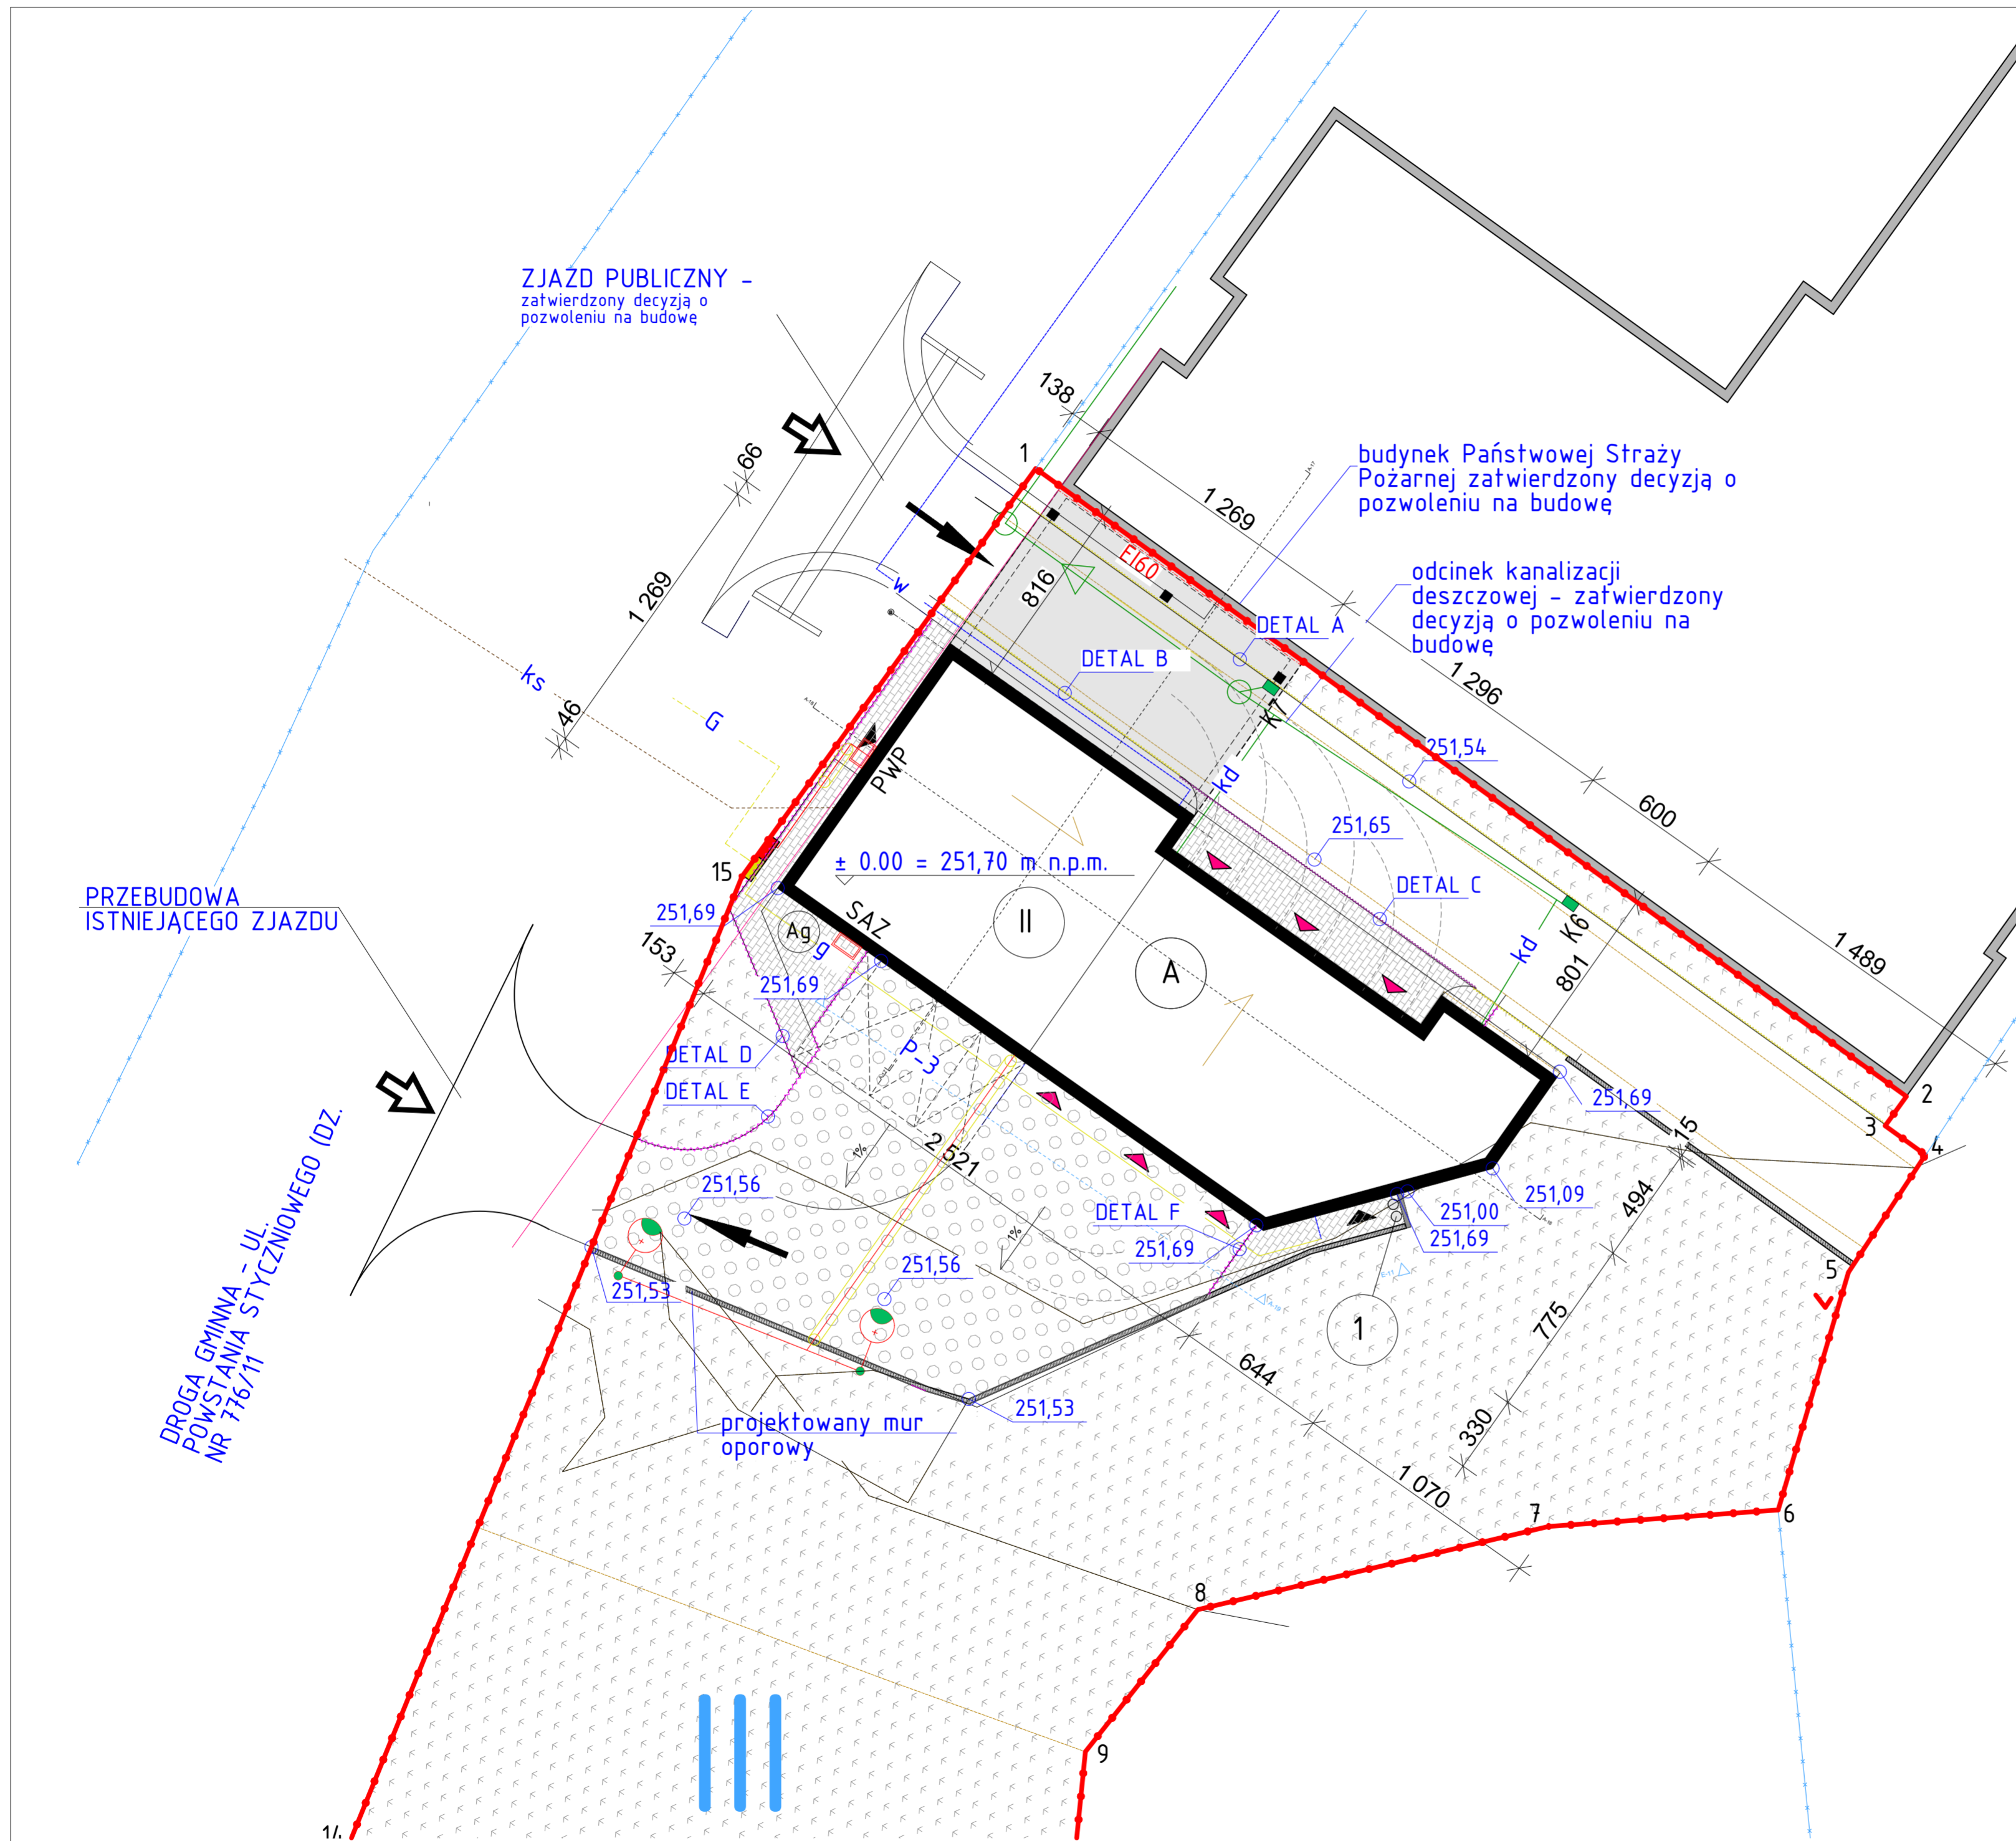 ZJAZD PUBLICZNY -
zatwierdzony decyzją o
pozwoleniu na budowę
138
1
66
1 269
budynek Państwowej Straży
Pożarnej zatwierdzony decyzją o
pozwoleniu na budowę
EI60
816
w
1 269
odcinek kanalizacji
deszczowej - zatwierdzony
decyzją o pozwoleniu na
budowę
DETAL A
DETAL B
1 296
ks
46
G
K7
251,54
PWP
kd
600
251,65
± 0.00 = 251,70 m n.p.m.
15
DETAL C
PRZEBUDOWA
ISTNIEJĄCEGO ZJAZDU
251,69
SAZ
Ag
g
II
A
K6
kd
801
1 489
153
251,69
DETAL D
P-3
DETAL E
251,69
2
3
4
15
1%
2 521
251,56
494
251,09
251,00
251,69
DETAL F
251,69
1%
251,56
251,53
5
1
775
DROGA GMINNA - UL.
POWSTANIA STYCZNIOWEGO (DZ.
NR 776/11
644
251,53
projektowany mur
oporowy
330
1 070
7
6
8
9
14